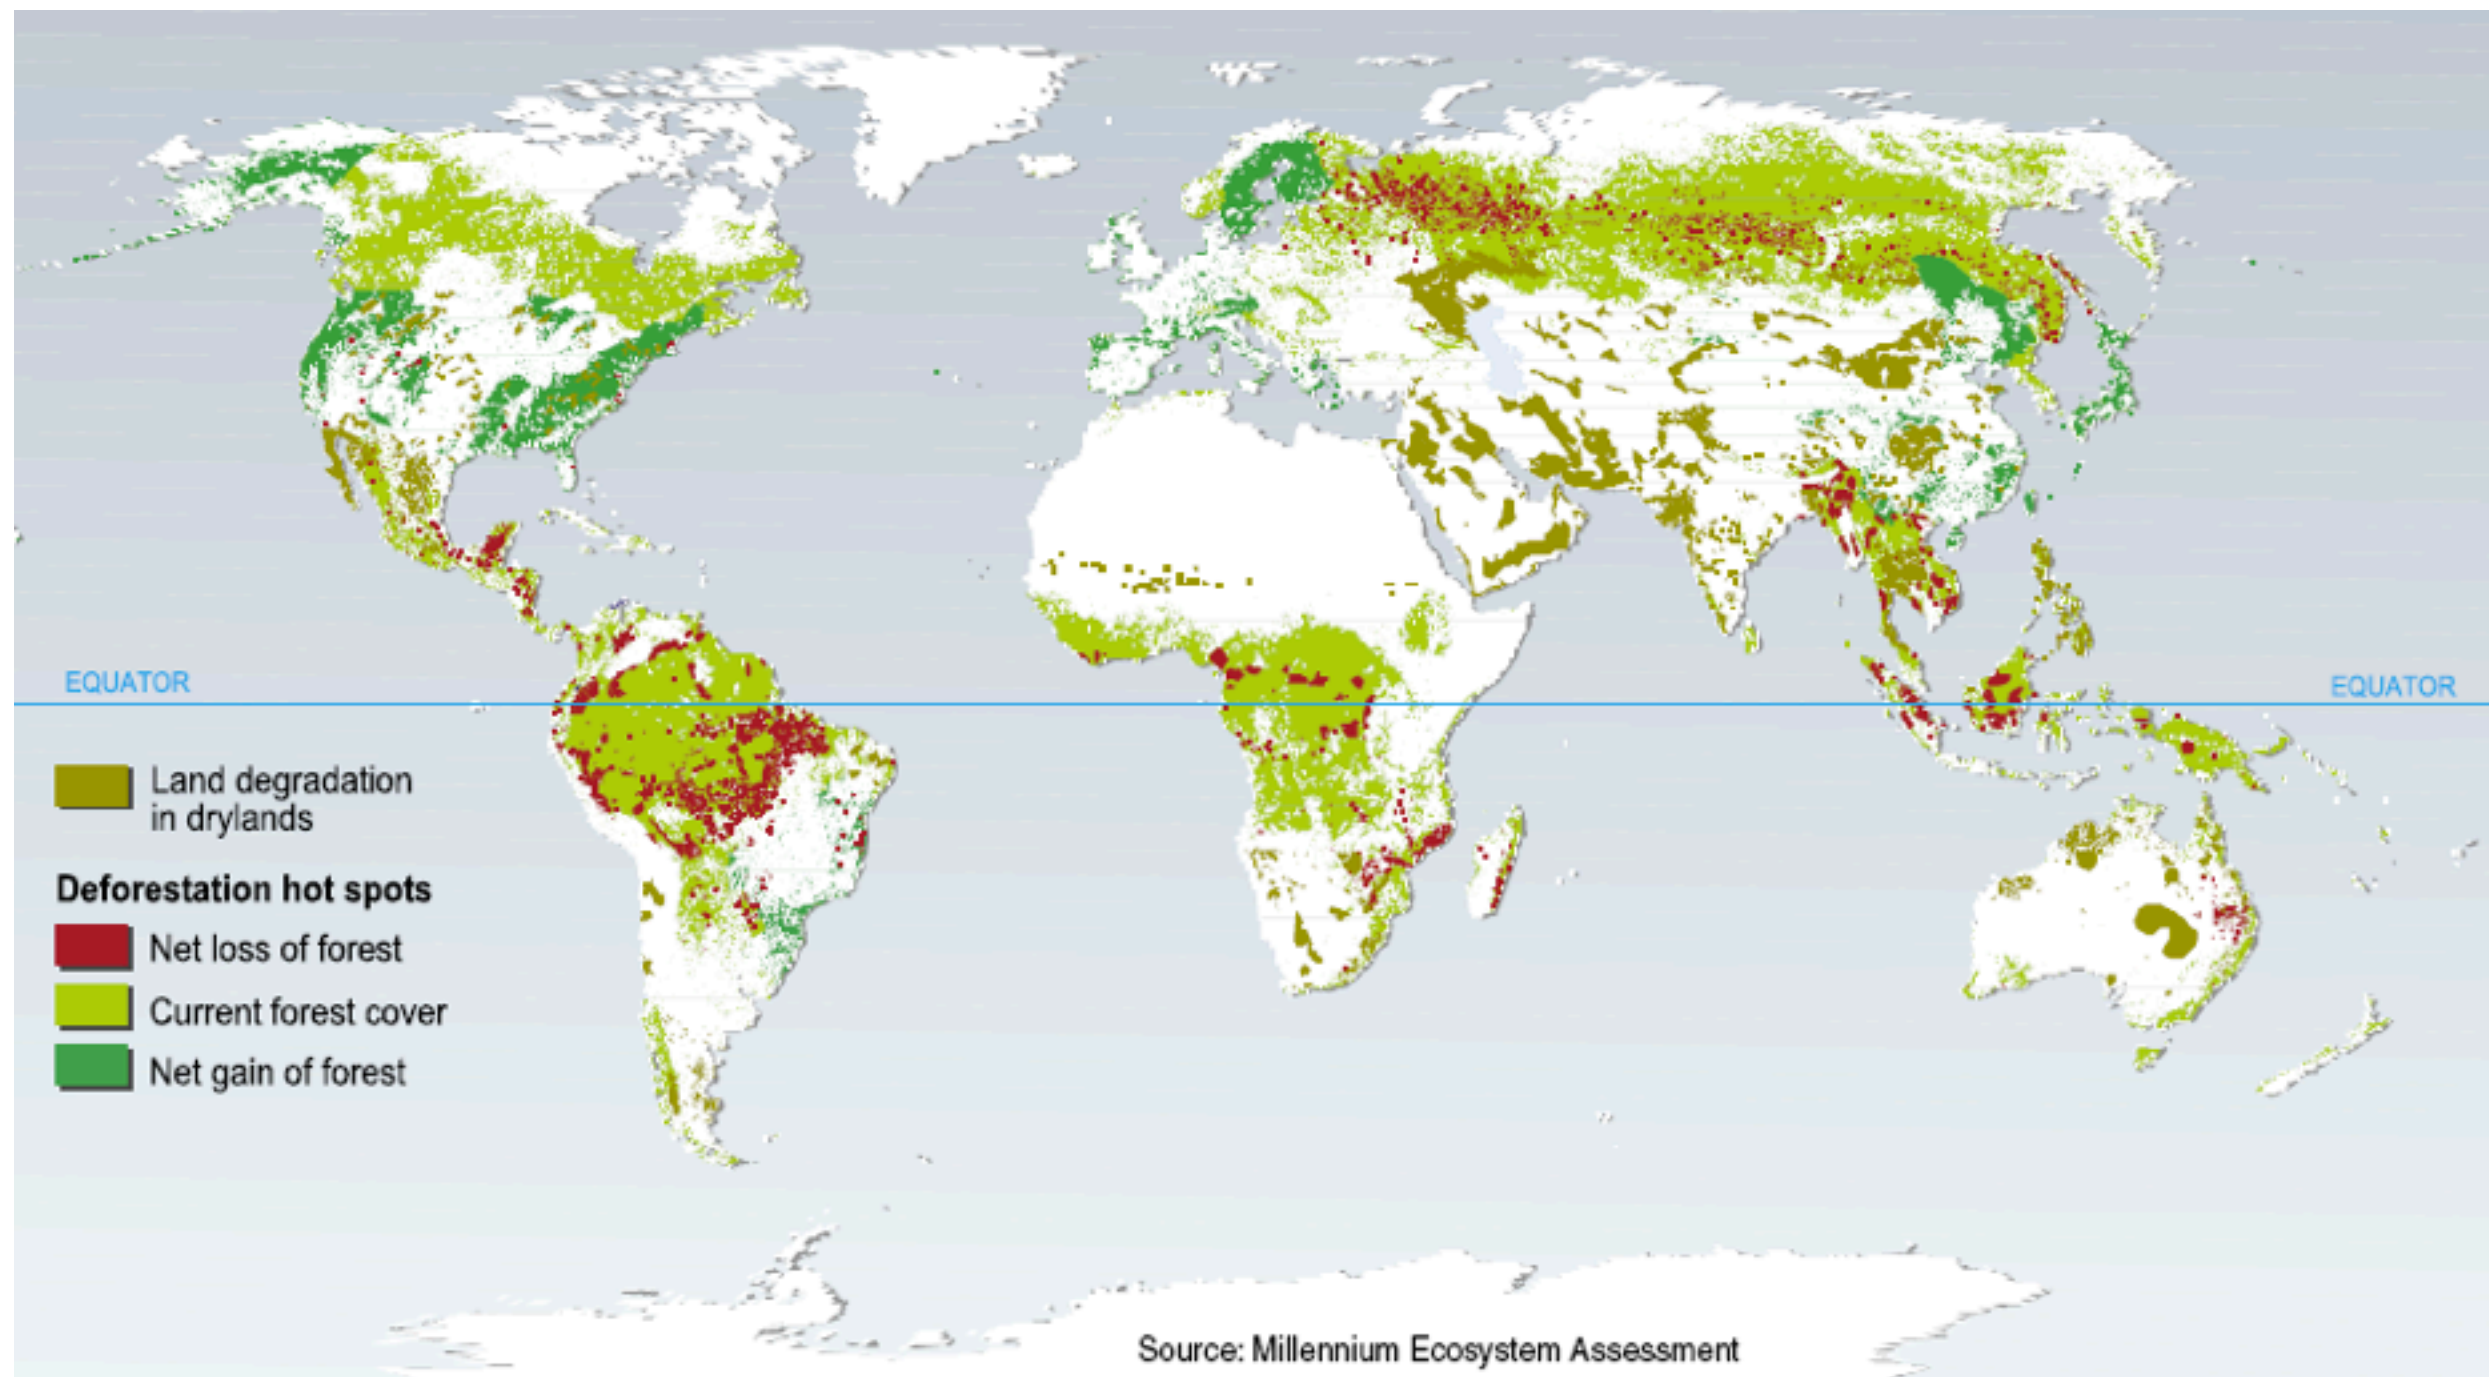 EQUATOR
EQUATOR
Land degradation
in drylands
Deforestation hot spots
Net loss of forest
Current forest cover
Net gain of forest
Source: Millennium Ecosystem Assessment